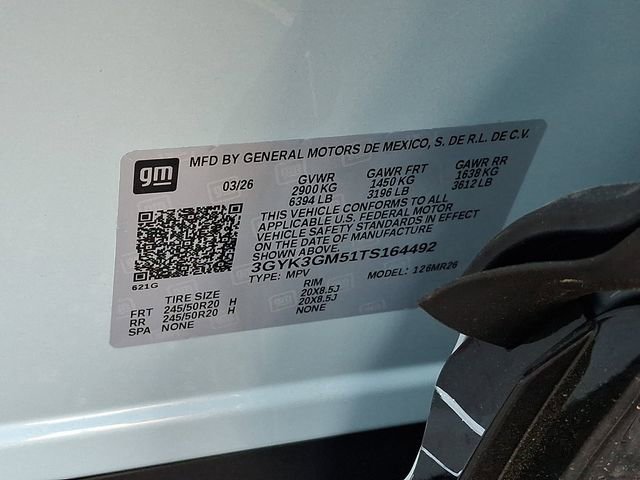 gm
MFD BY GENERAL MOTORS DE MEXICO, S. DE R.L. DE C.V.
03/26
GVWR
2900 KG
6394 LB
GAWR FRT
1450 KG
3196 LB
GAWR RR
1638 KG
3612 LB
THIS VEHICLE CONFORMS TO ALL
APPLICABLE U.S. FEDERAL MOTOR
VEHICLE SAFETY STANDARDS IN EFFECT
ON THE DATE OF MANUFACTURE
SHOWN ABOVE.
3GYK3GM51TS164492
TYPE: MPV
MODEL: 126MR26
621G
TIRE SIZE
RIM
FRT 245/50R20 H 20X8.5J
RR 245/50R20 H 20X8.5J
SPA NONE NONE